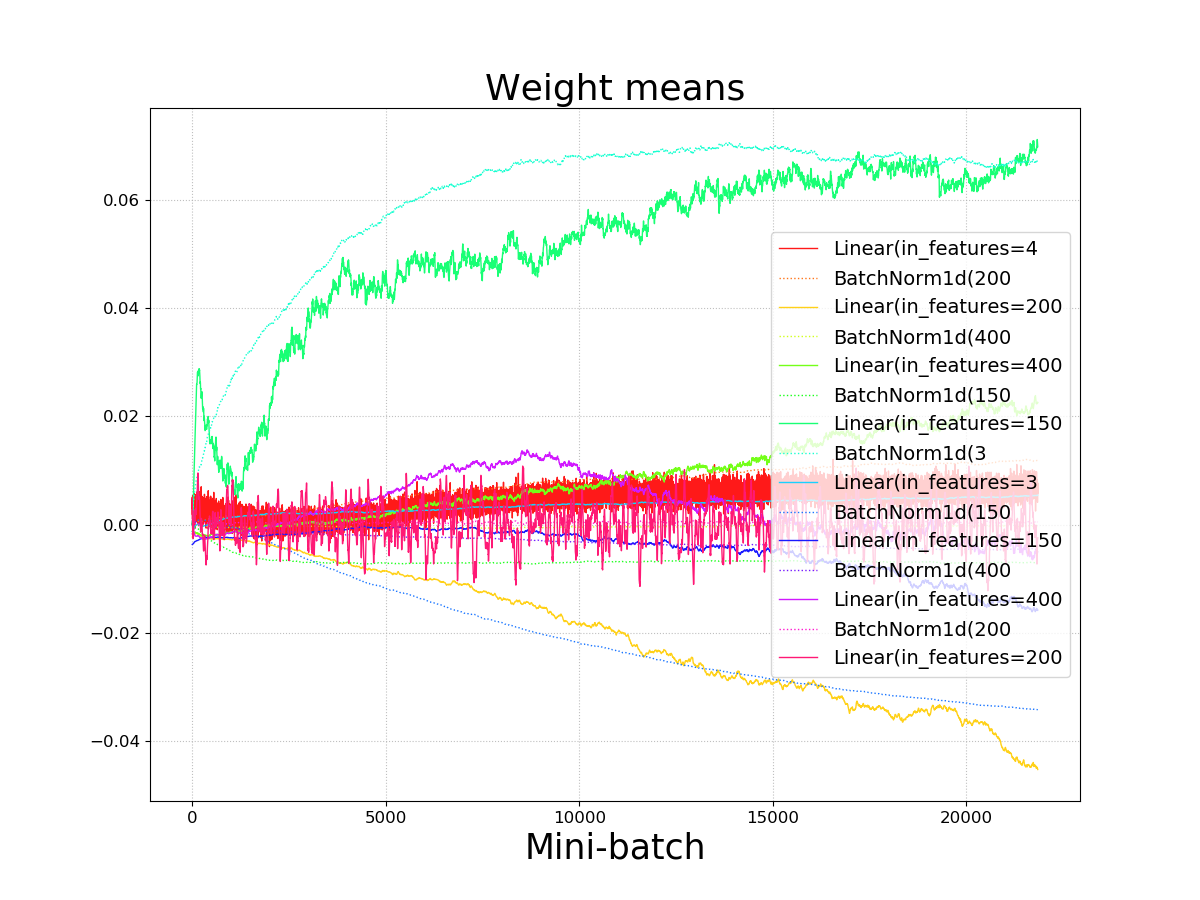 Weight means
0.06
0.04
0.02
0.00
−0.02
−0.04
Linear(in_features=4
BatchNorm1d(200
Linear(in_features=200
BatchNorm1d(400
Linear(in_features=400
BatchNorm1d(150
Linear(in_features=150
BatchNorm1d(3
Linear(in_features=3
BatchNorm1d(150
Linear(in_features=150
BatchNorm1d(400
Linear(in_features=400
BatchNorm1d(200
Linear(in_features=200
0 5000 10000 15000 20000
Mini-batch